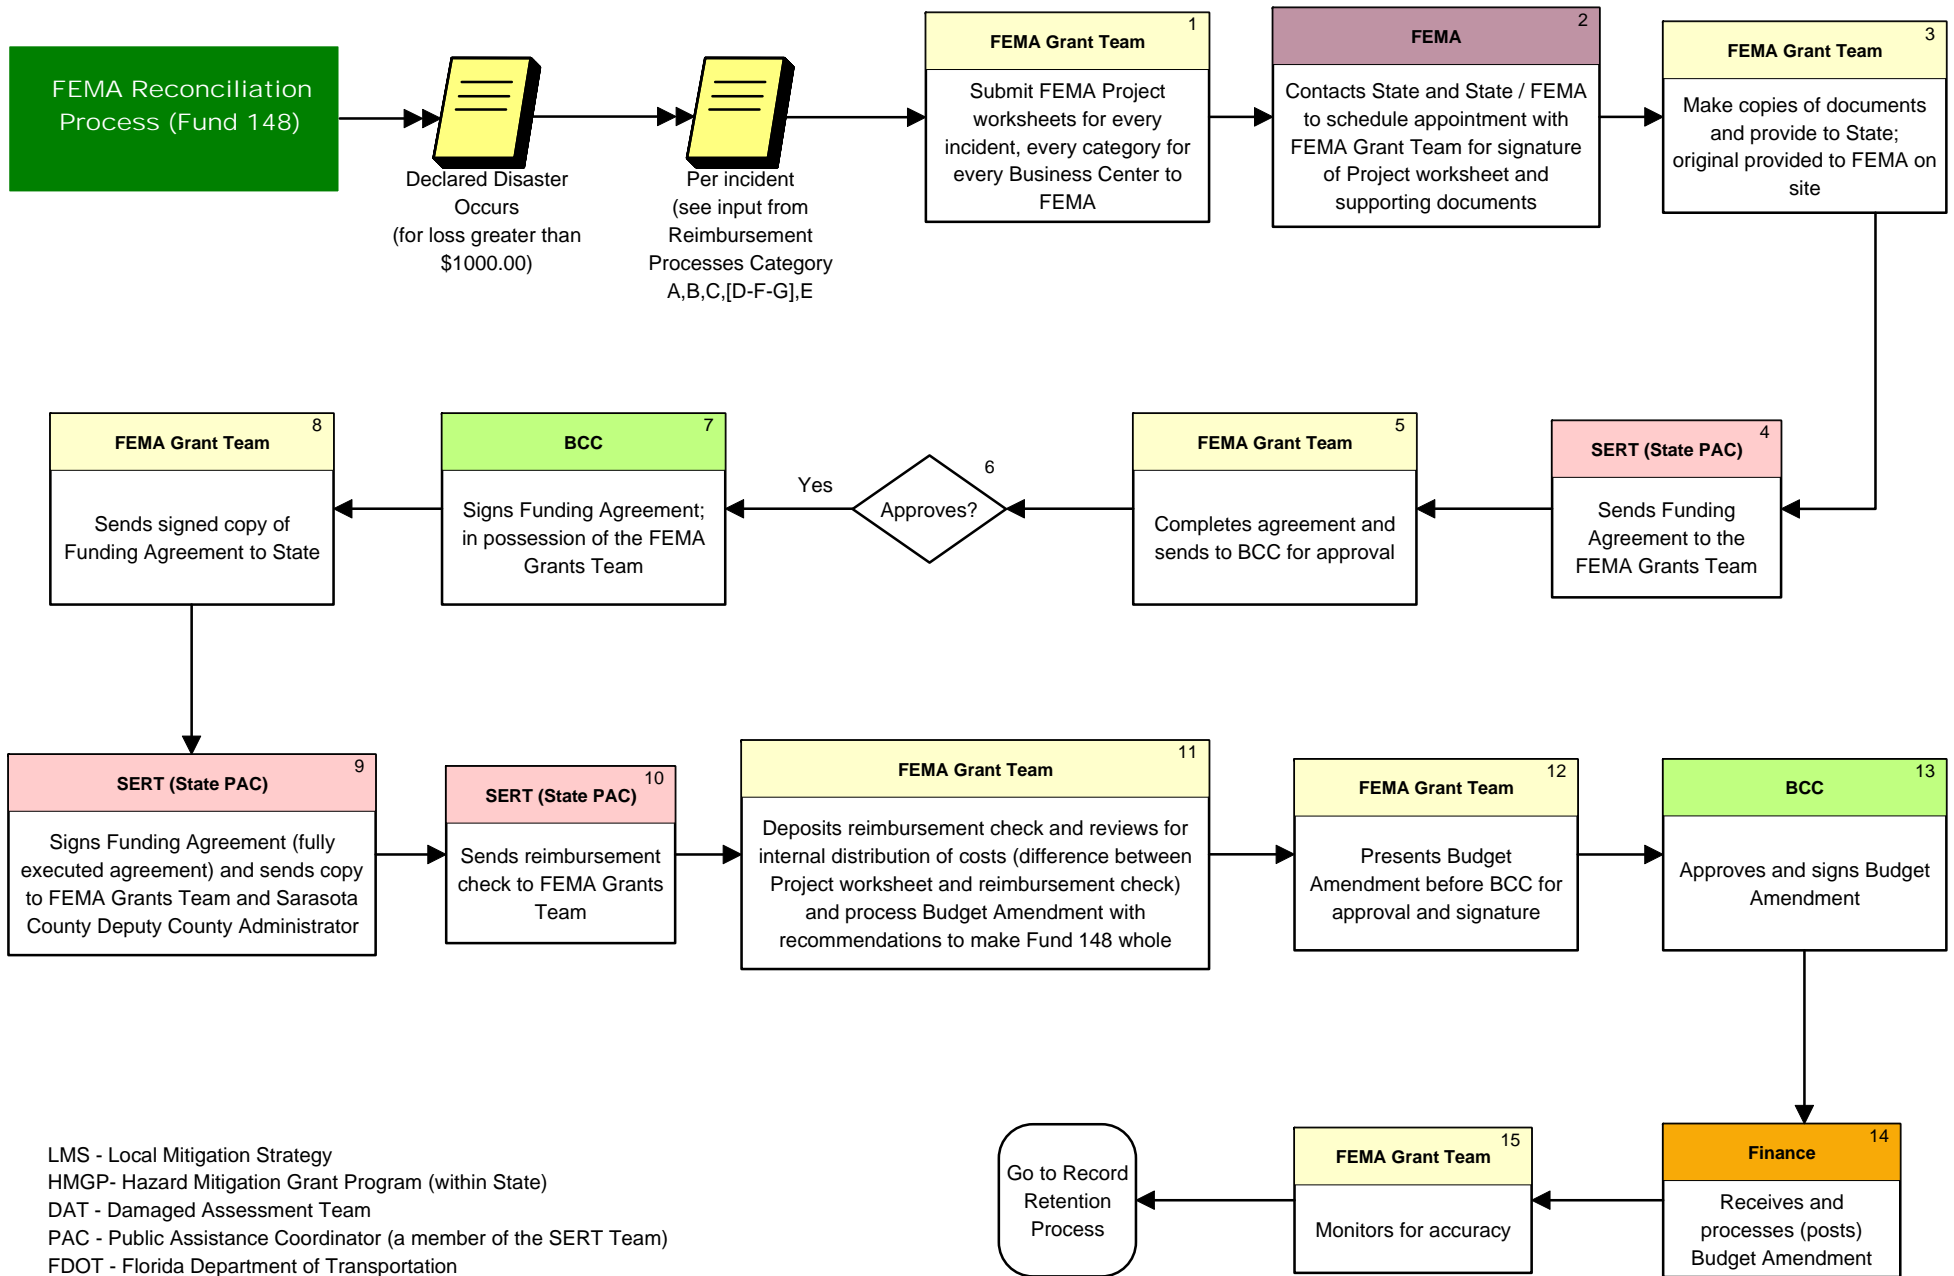 FEMA Reconciliation
Process (Fund 148)
Declared Disaster
Occurs
(for loss greater than
$1000.00)
Per incident
(see input from
Reimbursement
Processes Category
A,B,C,[D-F-G],E
1
FEMA Grant Team
Submit FEMA Project
worksheets for every
incident, every category for
every Business Center to
FEMA
2
FEMA
Contacts State and State / FEMA
to schedule appointment with
FEMA Grant Team for signature
of Project worksheet and
supporting documents
3
FEMA Grant Team
Make copies of documents
and provide to State;
original provided to FEMA on
site
4
SERT (State PAC)
Sends Funding
Agreement to the
FEMA Grants Team
5
FEMA Grant Team
Completes agreement and
sends to BCC for approval
6
Approves?
Yes
7
BCC
Signs Funding Agreement;
in possession of the FEMA
Grants Team
8
FEMA Grant Team
Sends signed copy of
Funding Agreement to State
9
SERT (State PAC)
Signs Funding Agreement (fully
executed agreement) and sends copy
to FEMA Grants Team and Sarasota
County Deputy County Administrator
10
SERT (State PAC)
Sends reimbursement
check to FEMA Grants
Team
11
FEMA Grant Team
Deposits reimbursement check and reviews for
internal distribution of costs (difference between
Project worksheet and reimbursement check)
and process Budget Amendment with
recommendations to make Fund 148 whole
12
FEMA Grant Team
Presents Budget
Amendment before BCC for
approval and signature
13
BCC
Approves and signs Budget
Amendment
14
Finance
Receives and
processes (posts)
Budget Amendment
15
FEMA Grant Team
Monitors for accuracy
Go to Record
Retention
Process
LMS - Local Mitigation Strategy
HMGP- Hazard Mitigation Grant Program (within State)
DAT - Damaged Assessment Team
PAC - Public Assistance Coordinator (a member of the SERT Team)
FDOT - Florida Department of Transportation